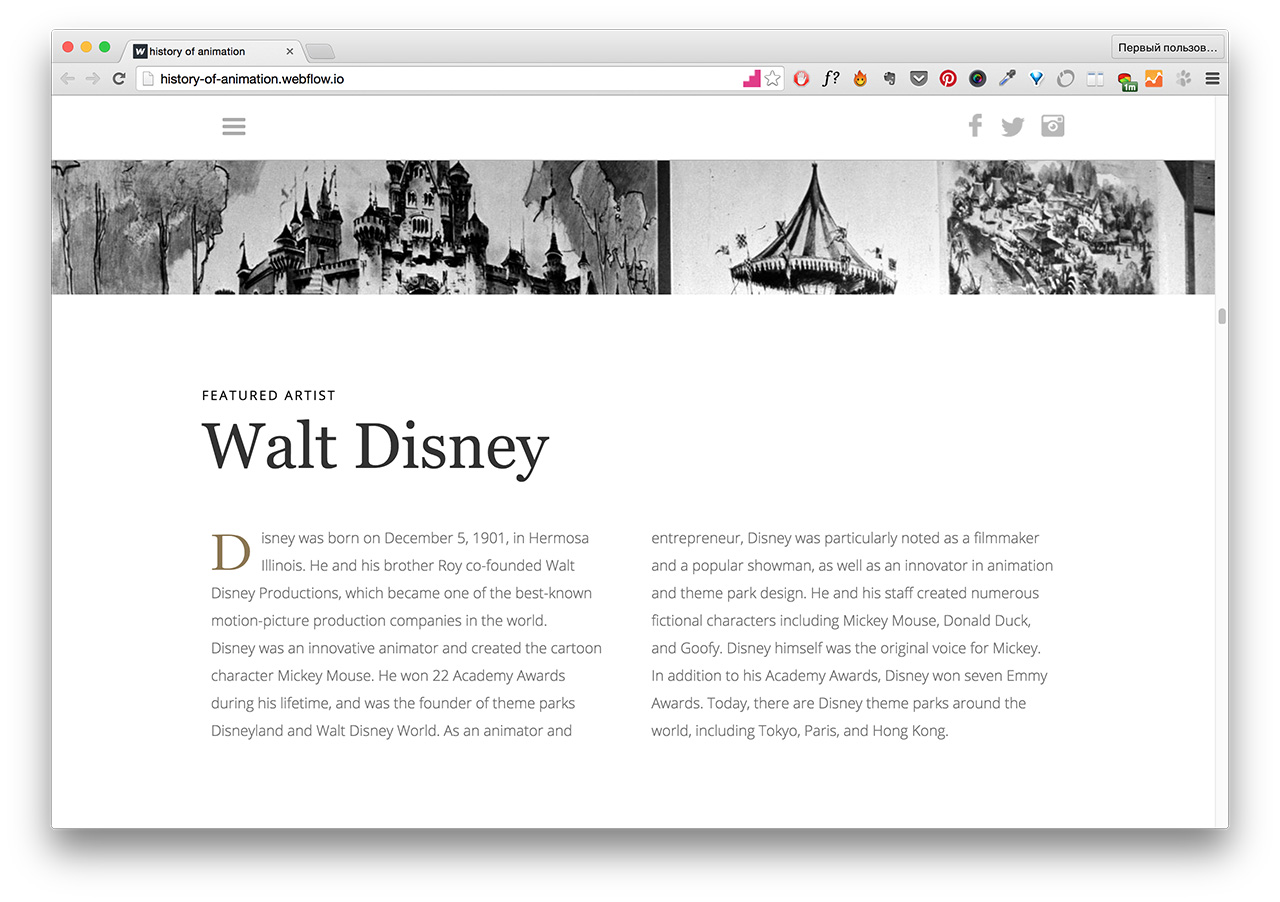 history of animation
Первый пользов...
history-of-animation.webflow.io
f?
1m
FEATURED ARTIST
Walt Disney
Disney was born on December 5, 1901, in Hermosa
Illinois. He and his brother Roy co-founded Walt
Disney Productions, which became one of the best-known
motion-picture production companies in the world.
Disney was an innovative animator and created the cartoon
character Mickey Mouse. He won 22 Academy Awards
during his lifetime, and was the founder of theme parks
Disneyland and Walt Disney World. As an animator and
entrepreneur, Disney was particularly noted as a filmmaker
and a popular showman, as well as an innovator in animation
and theme park design. He and his staff created numerous
fictional characters including Mickey Mouse, Donald Duck,
and Goofy. Disney himself was the original voice for Mickey.
In addition to his Academy Awards, Disney won seven Emmy
Awards. Today, there are Disney theme parks around the
world, including Tokyo, Paris, and Hong Kong.